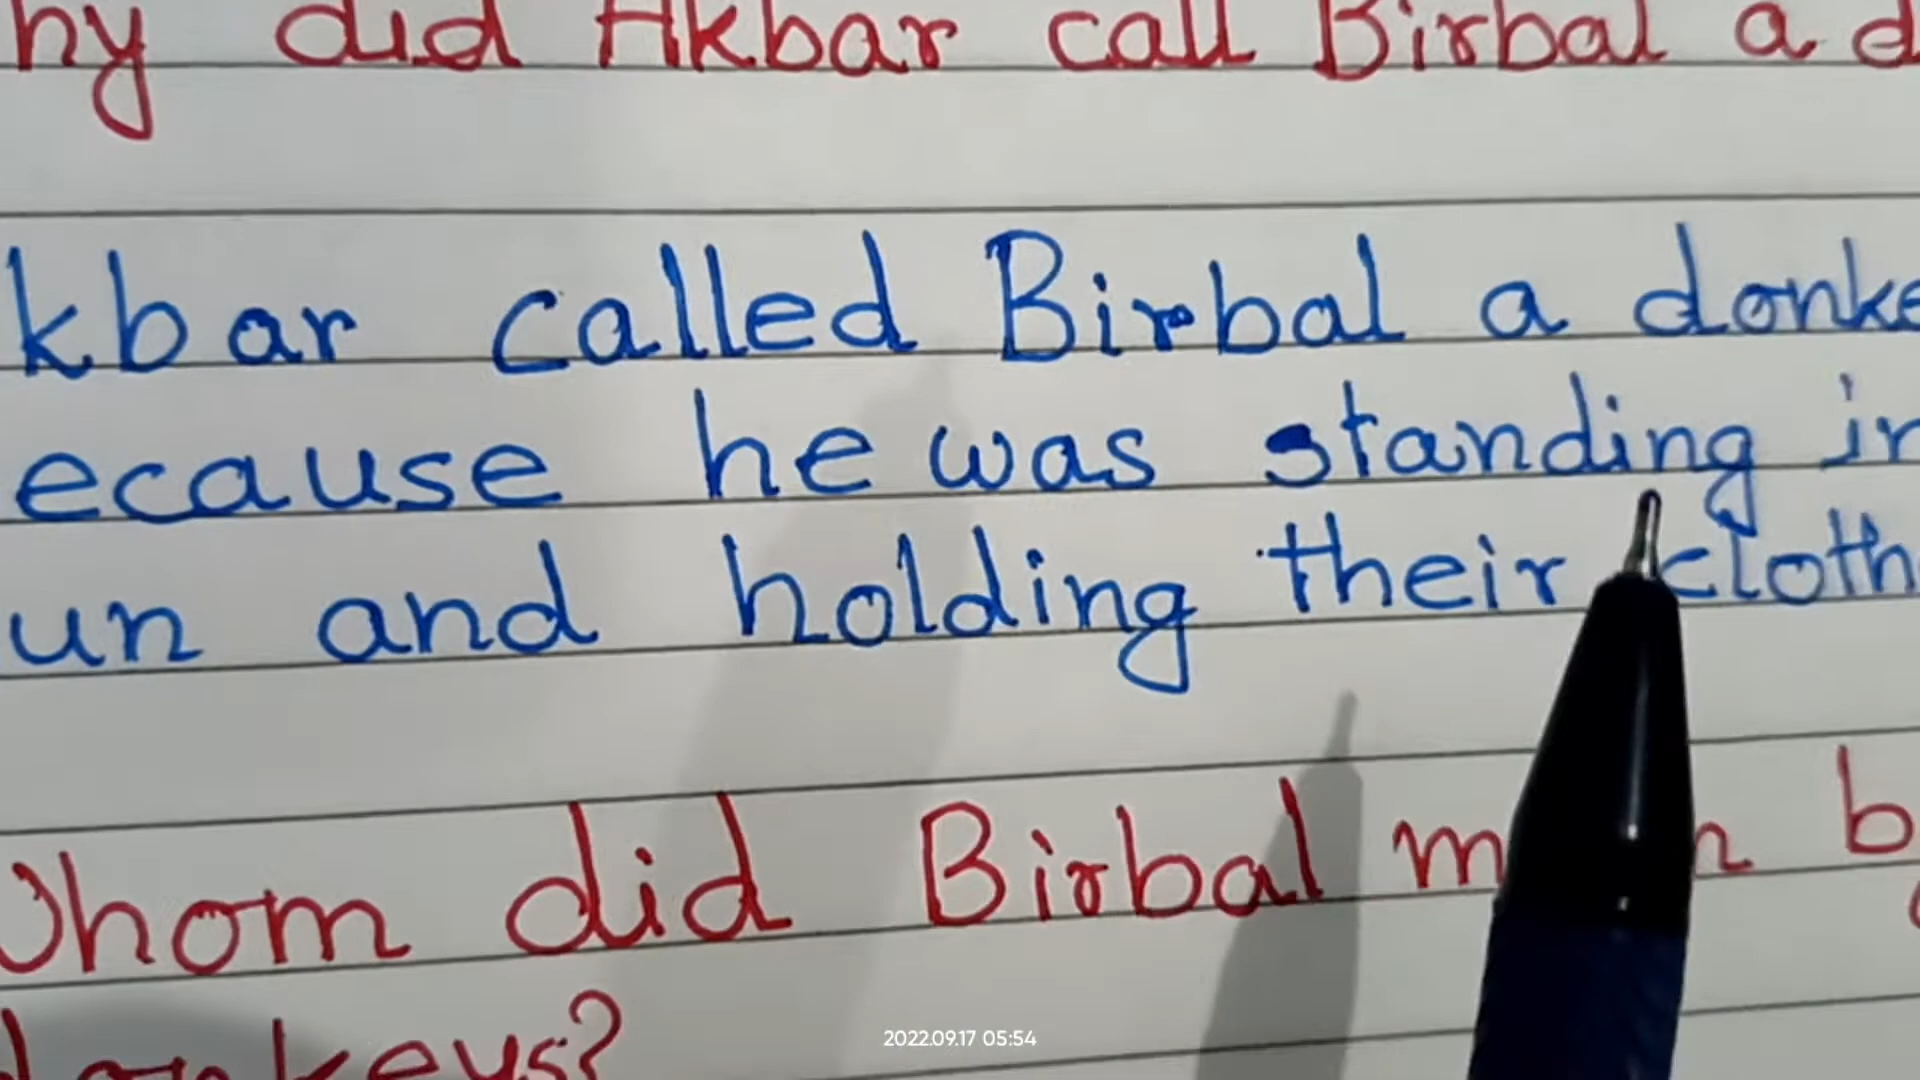 hy did Akbar call Birbal a d
kbar called Birbal a donke
ecause he was standing in
un and holding their cloth
Whom did Birbal b
donkeys?
2022.09.17 05:54